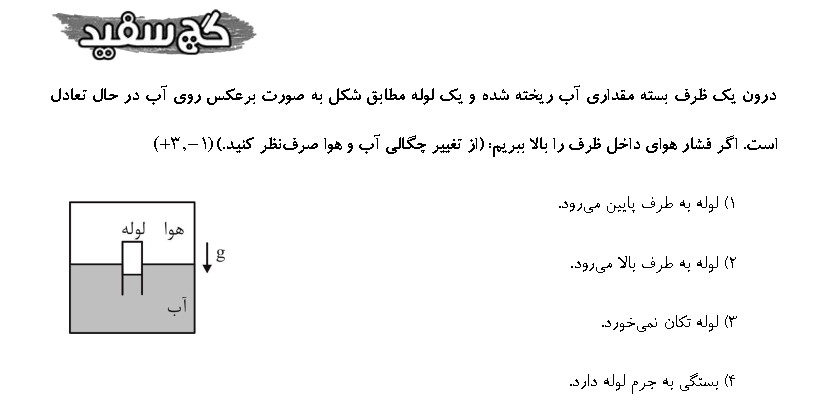 گچ سفید
درون یک ظرف بسته مقداری آب ریخته شده و یک لوله مطابق شکل به صورت برعکس روی آب در حال تعادل
است. اگر فشار هوای داخل ظرف را بالا ببریم: (از تغییر چگالی آب و هوا صرف‌نظر کنید.) (۱−,۳+)
۱) لوله به طرف پایین می‌رود.
۲) لوله به طرف بالا می‌رود.
۳) لوله تکان نمی‌خورد.
۴) بستگی به جرم لوله دارد.
هوا لوله
g
آب